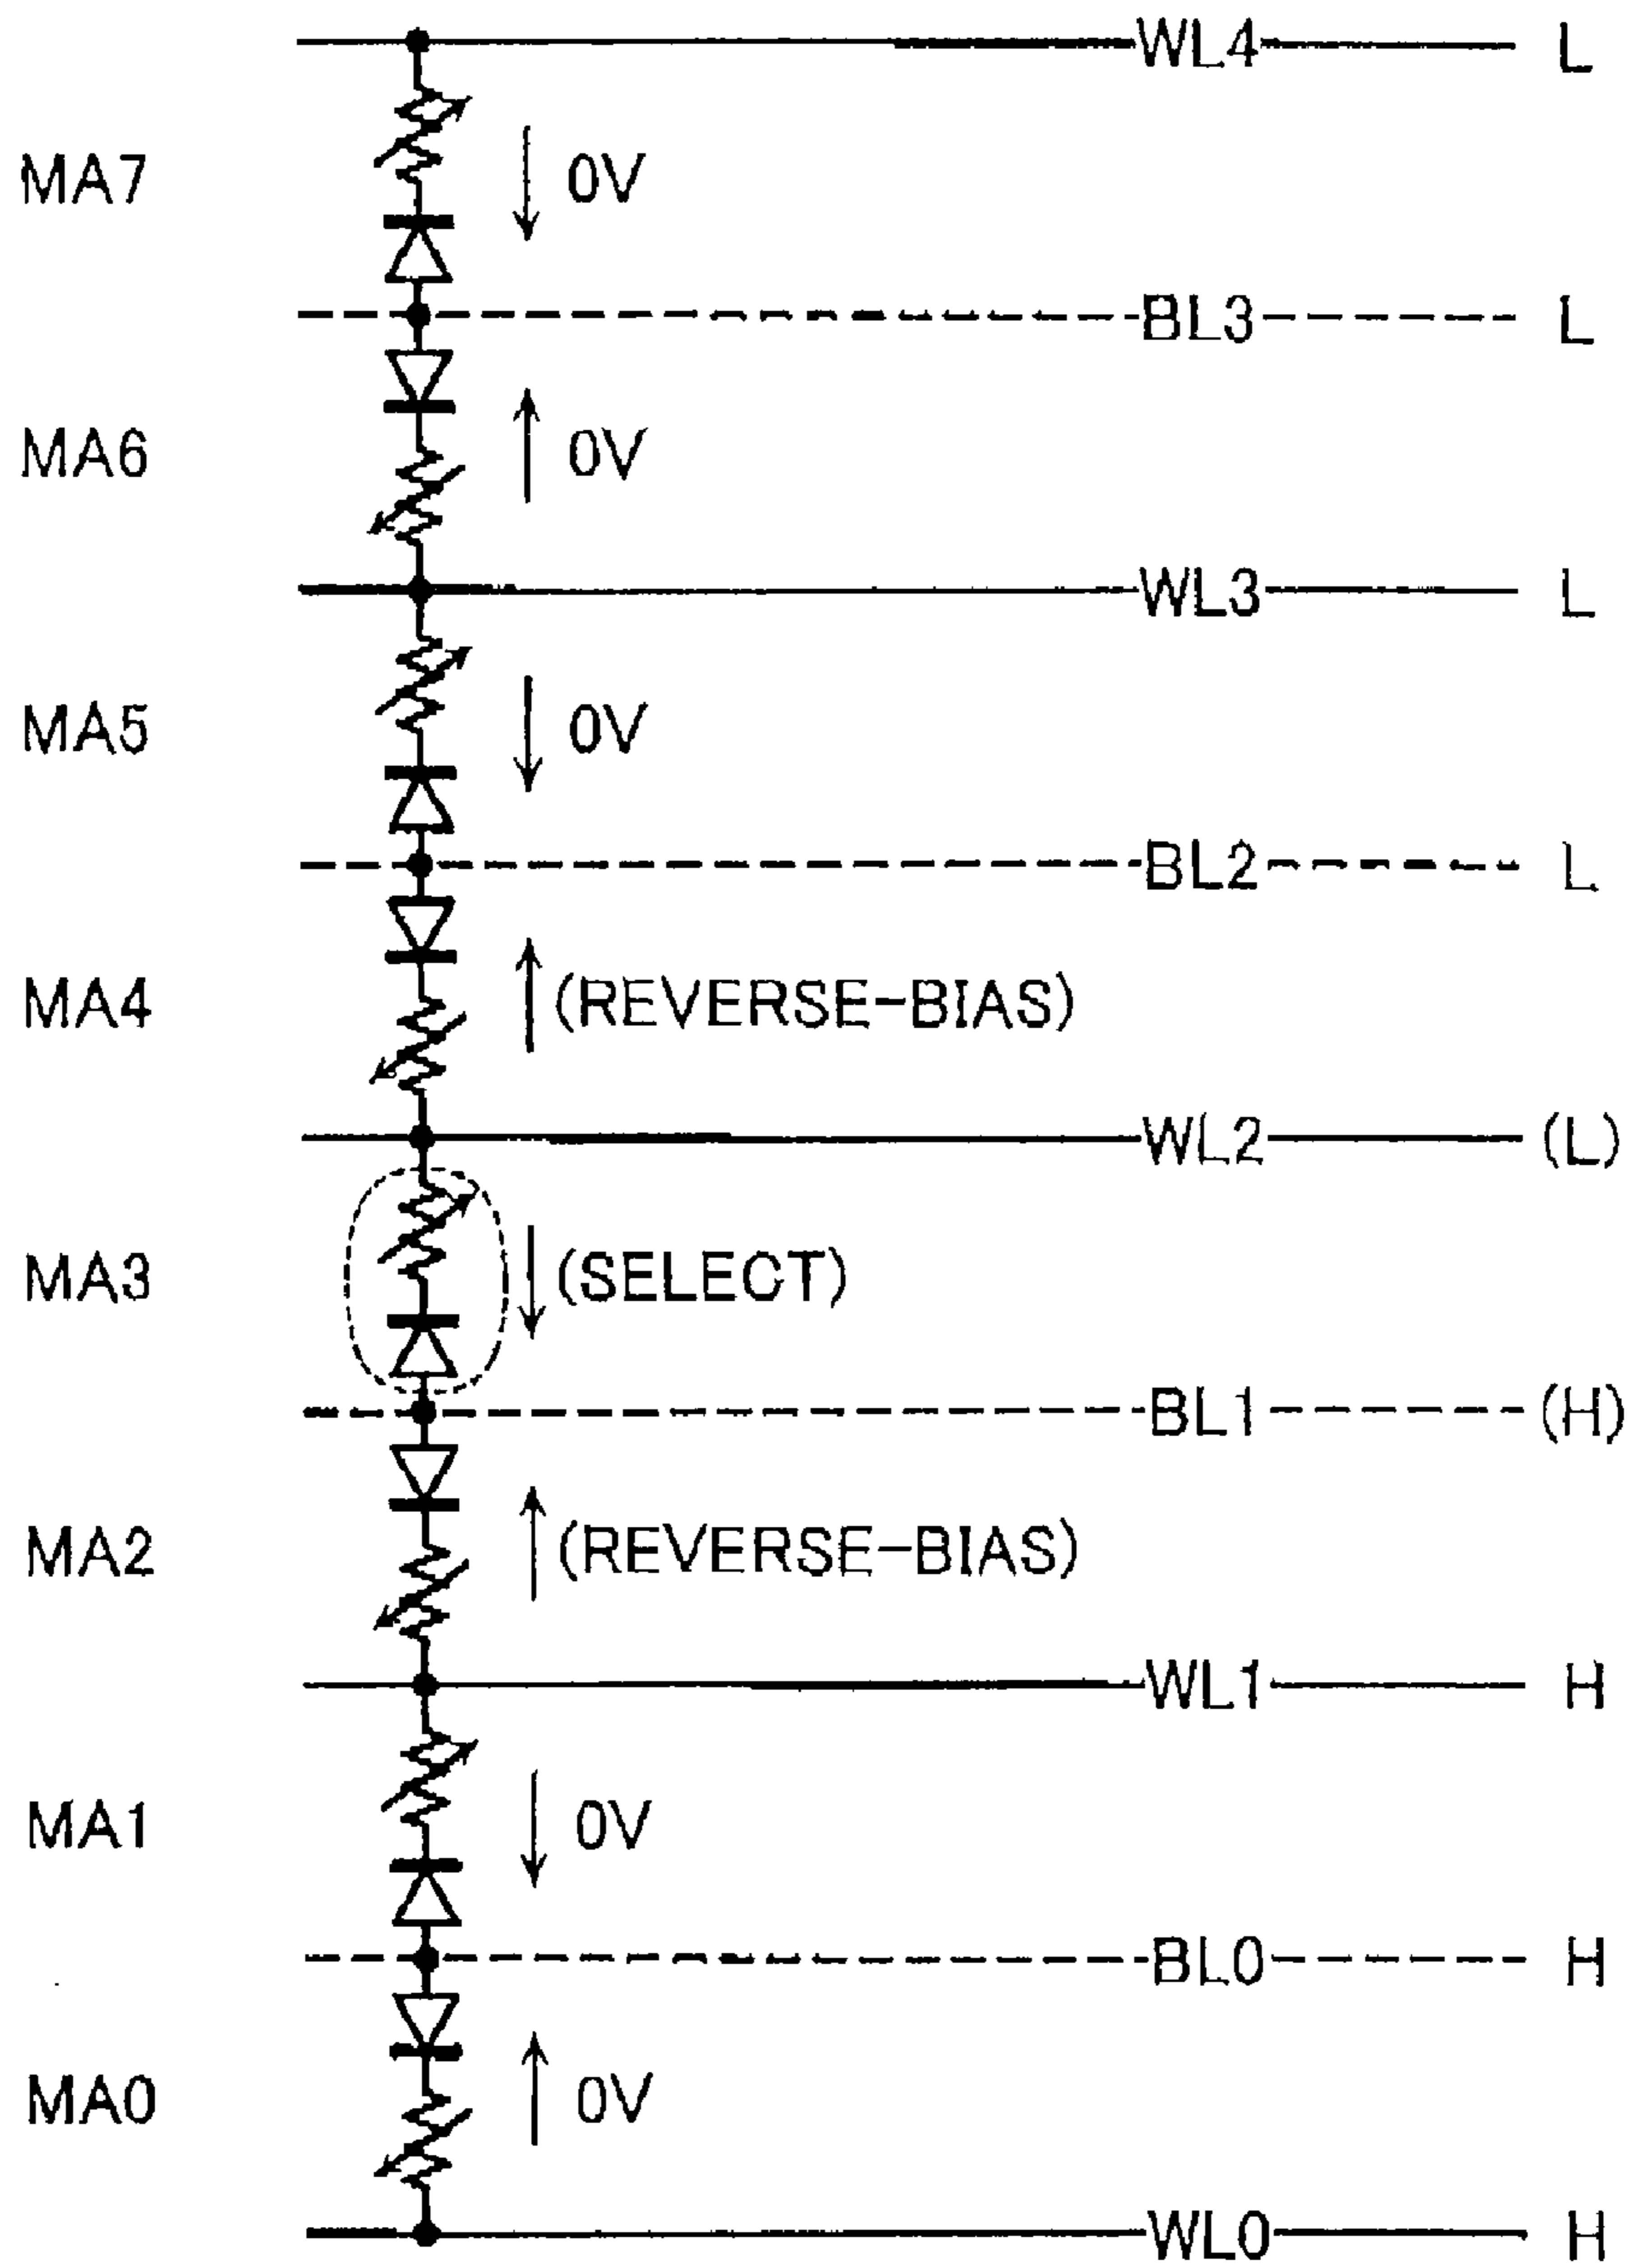 WL4 L
MA7 0V
BL3 L
MA6 0V
WL3 L
MA5 0V
BL2 L
MA4 (REVERSE-BIAS)
WL2 (L)
MA3 (SELECT)
BL1 (H)
MA2 (REVERSE-BIAS)
WL1 H
MA1 0V
BL0 H
MA0 0V
WL0 H